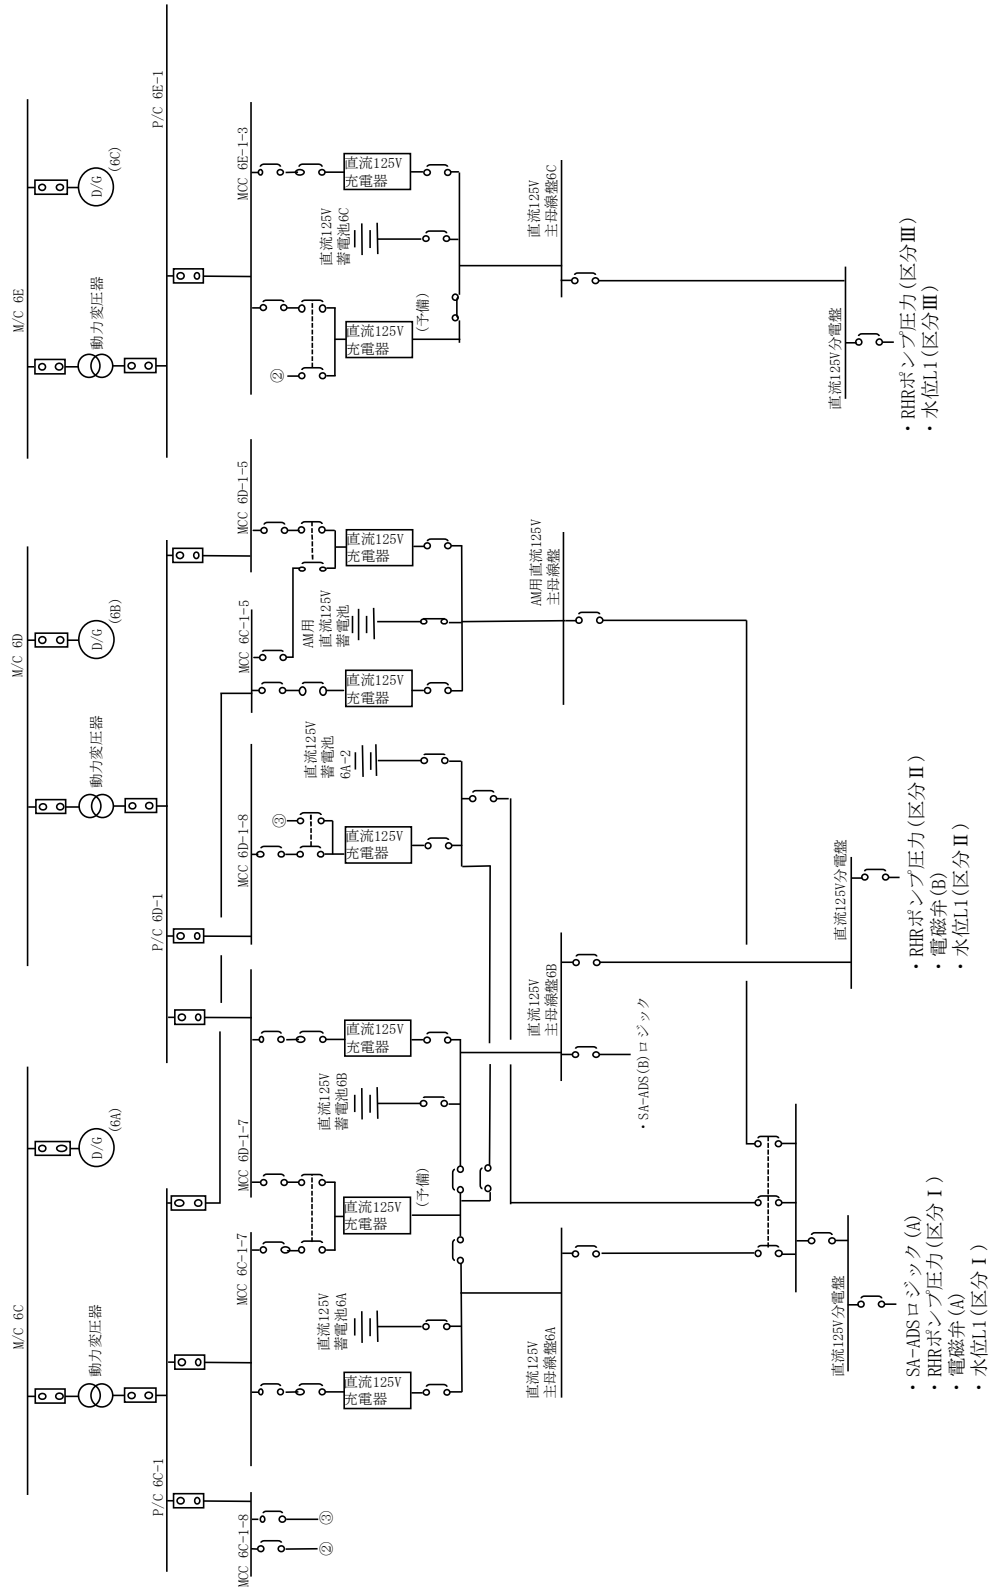 M/C 6C
M/C 6D
M/C 6E
動力変圧器
D/G
(6A)
動力変圧器
D/G
(6B)
動力変圧器
D/G
(6C)
P/C 6C-1
P/C 6D-1
P/C 6E-1
MCC 6C-1-8
MCC 6C-1-7
MCC 6D-1-7
MCC 6D-1-8
MCC 6C-1-5
MCC 6D-1-5
MCC 6E-1-3
②
③
直流125V
充電器
直流125V
蓄電池6A
直流125V
充電器
(予備)
直流125V
蓄電池6B
直流125V
充電器
③
直流125V
充電器
直流125V
蓄電池
6A-2
直流125V
充電器
AM用
直流125V
蓄電池
直流125V
充電器
②
直流125V
充電器
(予備)
直流125V
蓄電池6C
直流125V
充電器
直流125V
主母線盤6A
直流125V
主母線盤6B
AM用直流125V
主母線盤
直流125V
主母線盤6C
・SA-ADS(B)ロジック
直流125V分電盤
直流125V分電盤
直流125V分電盤
・SA-ADSロジック(A)
・RHRポンプ圧力(区分Ⅰ)
・電磁弁(A)
・水位L1(区分Ⅰ)
・RHRポンプ圧力(区分Ⅱ)
・電磁弁(B)
・水位L1(区分Ⅱ)
・RHRポンプ圧力(区分Ⅲ)
・水位L1(区分Ⅲ)